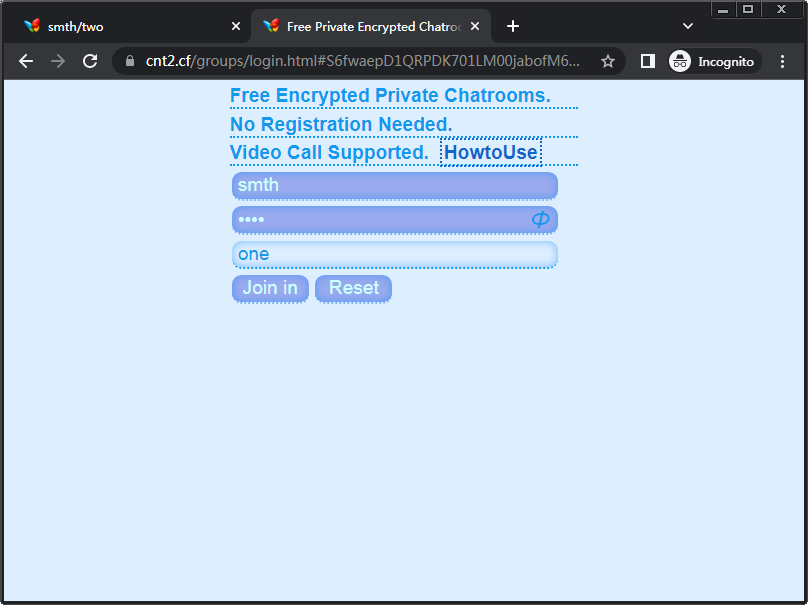 smth/two
Free Private Encrypted Chatroo
cnt2.cf/groups/login.html#S6fwaepD1QRPDK701LM00jabofM6...
Incognito
Free Encrypted Private Chatrooms.
No Registration Needed.
Video Call Supported. HowtoUse
smth
••••
one
Join in Reset